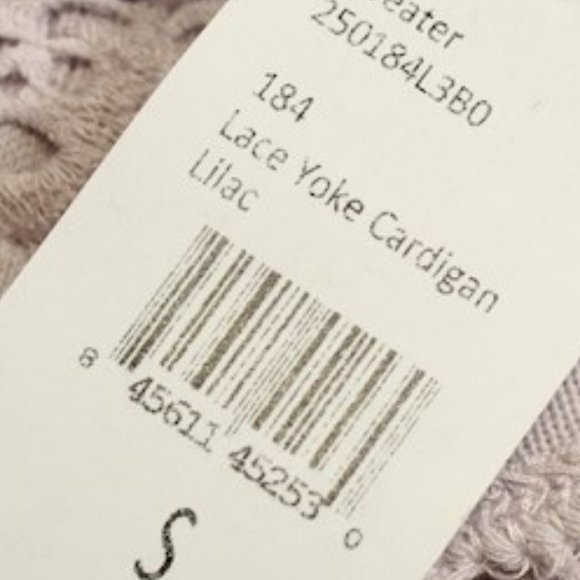 eater
250184L3B0
184
Lace Yoke Cardigan
Lilac
8 45611 45253 0
S